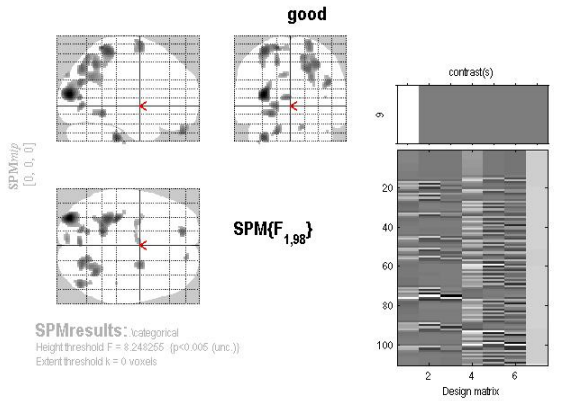 good
contrast(s)
9
SPMmip
[0, 0, 0]
SPM{F1,98}
20
40
60
80
100
2 4 6
Design matrix
SPMresults: .\categorical
Height threshold F = 8.248255 {p<0.005 (unc.)}
Extent threshold k = 0 voxels